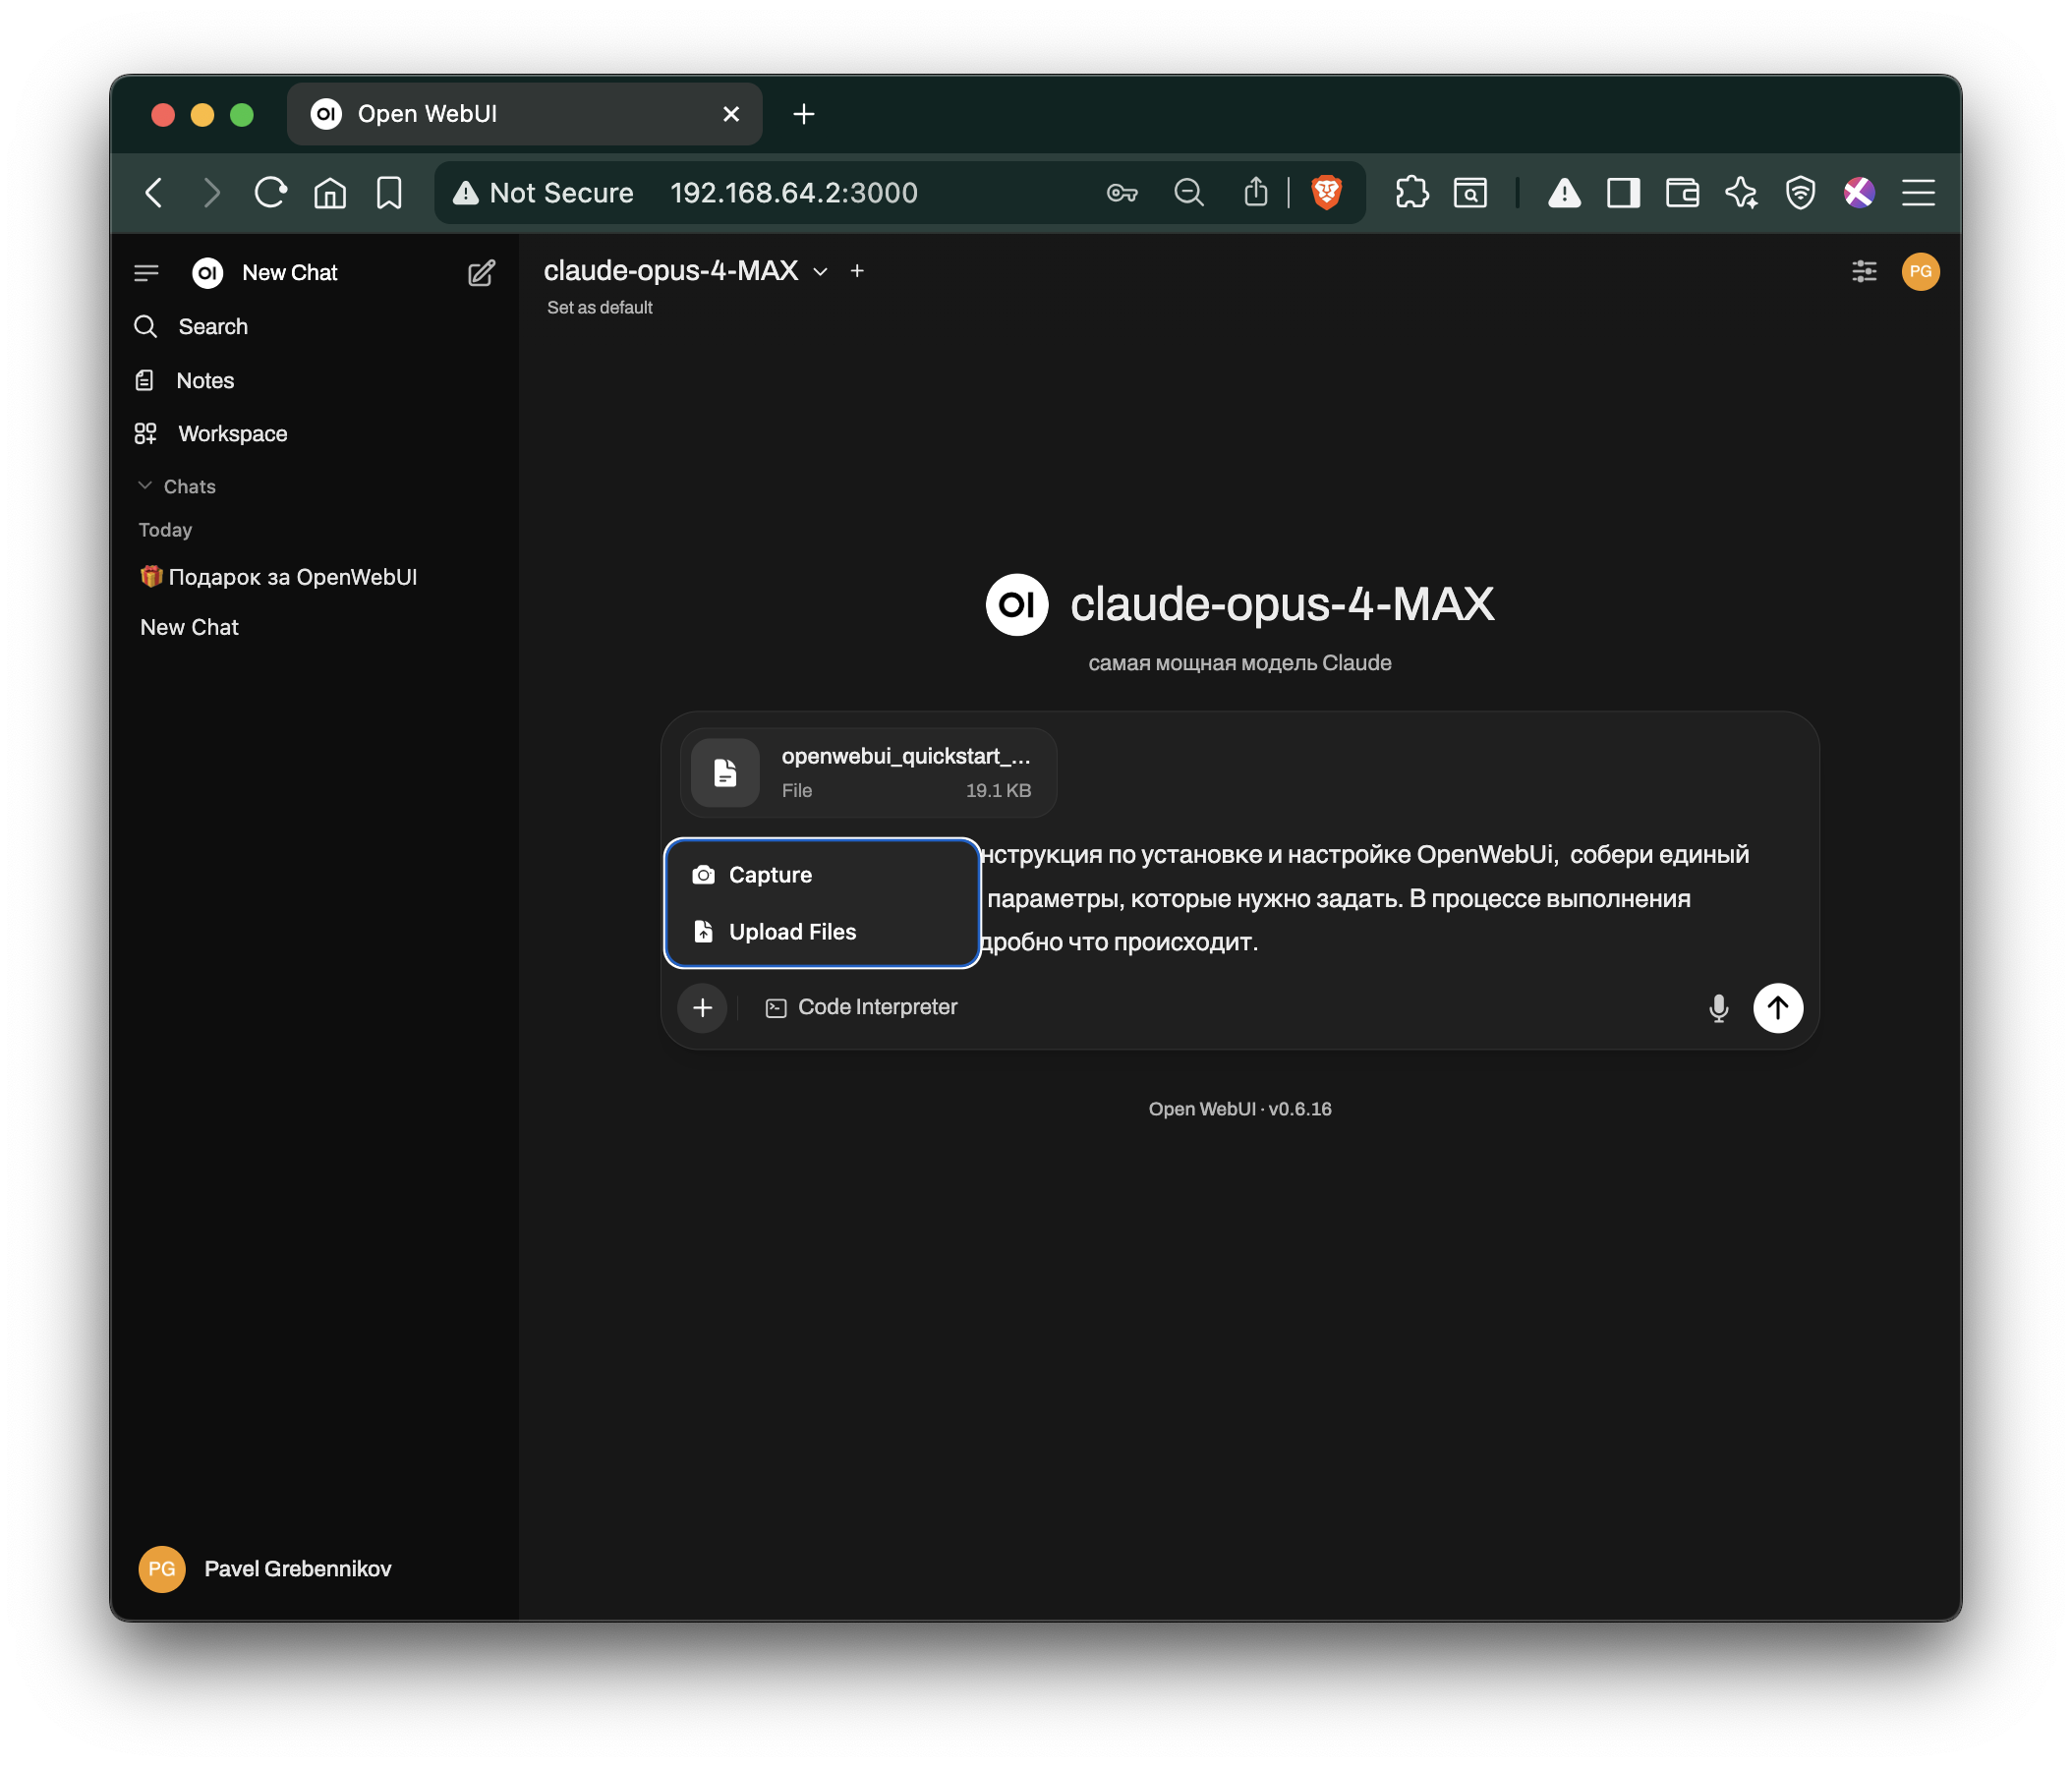 OI Open WebUI
Not Secure 192.168.64.2:3000
OI New Chat
Search
Notes
Workspace
Chats
Today
🎁 Подарок за OpenWebUI
New Chat
PG Pavel Grebennikov
claude-opus-4-MAX
Set as default
PG
OI claude-opus-4-MAX
самая мощная модель Claude
openwebui_quickstart_...
File 19.1 KB
нструкция по установке и настройке OpenWebUi, собери единый
параметры, которые нужно задать. В процессе выполнения
дробно что происходит.
Capture
Upload Files
Code Interpreter
Open WebUI · v0.6.16